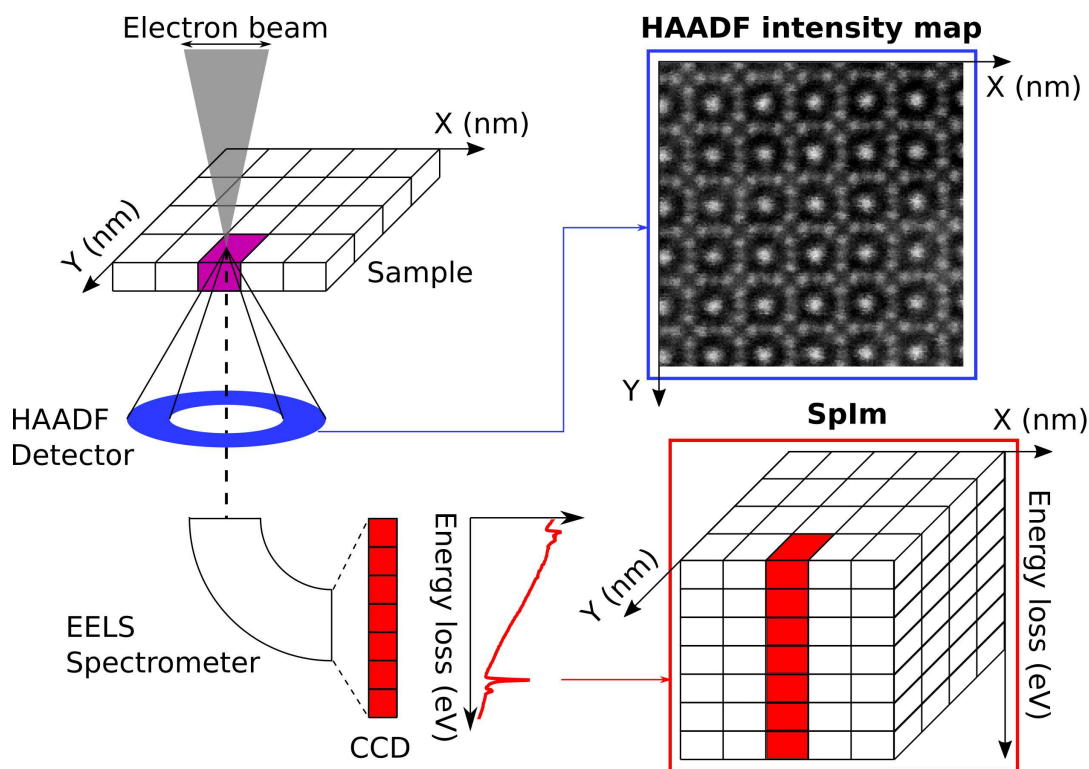 Electron beam
X (nm)
Y (nm)
Sample
HAADF
Detector
HAADF intensity map
X (nm)
Y
EELS
Spectrometer
CCD
Energy loss (eV)
SpIm
X (nm)
Y (nm)
Energy loss (eV)